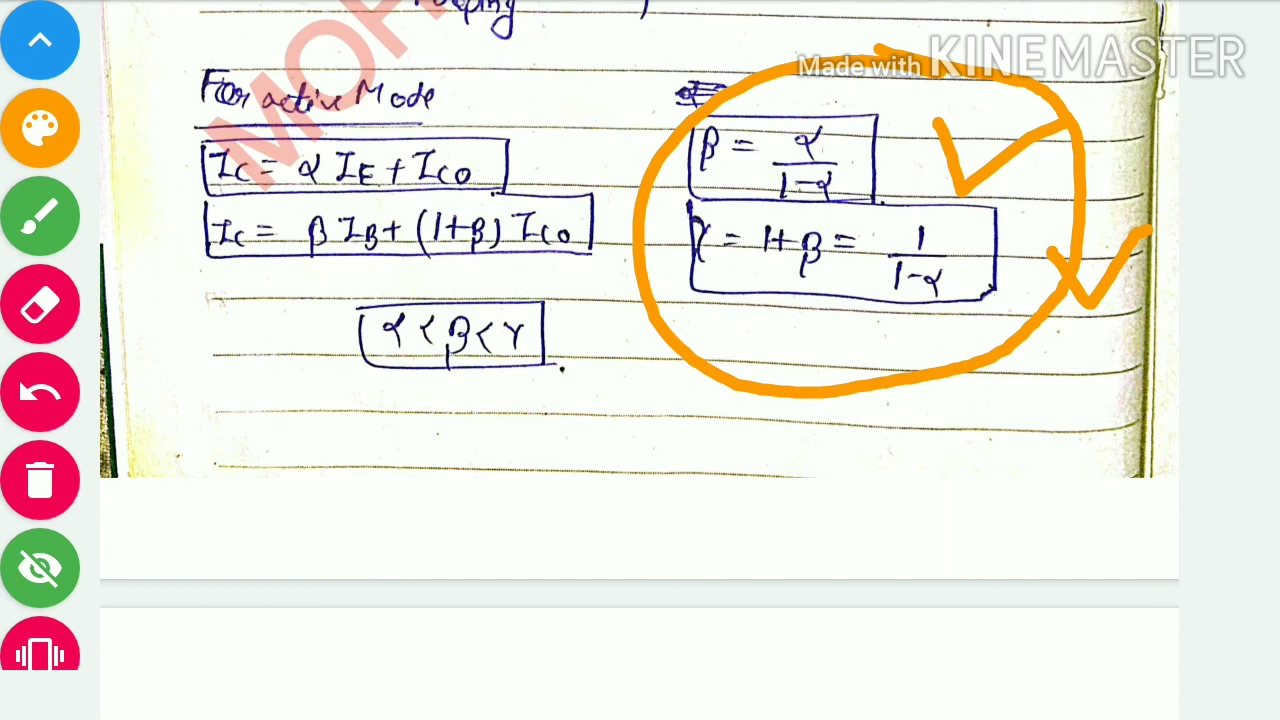 For active Mode
IC = α IE + ICO
IC = β IB + (1+β) ICO
α < β < γ
β = α / 1-α
γ = 1+β = 1 / 1-α
Made with KINEMASTER